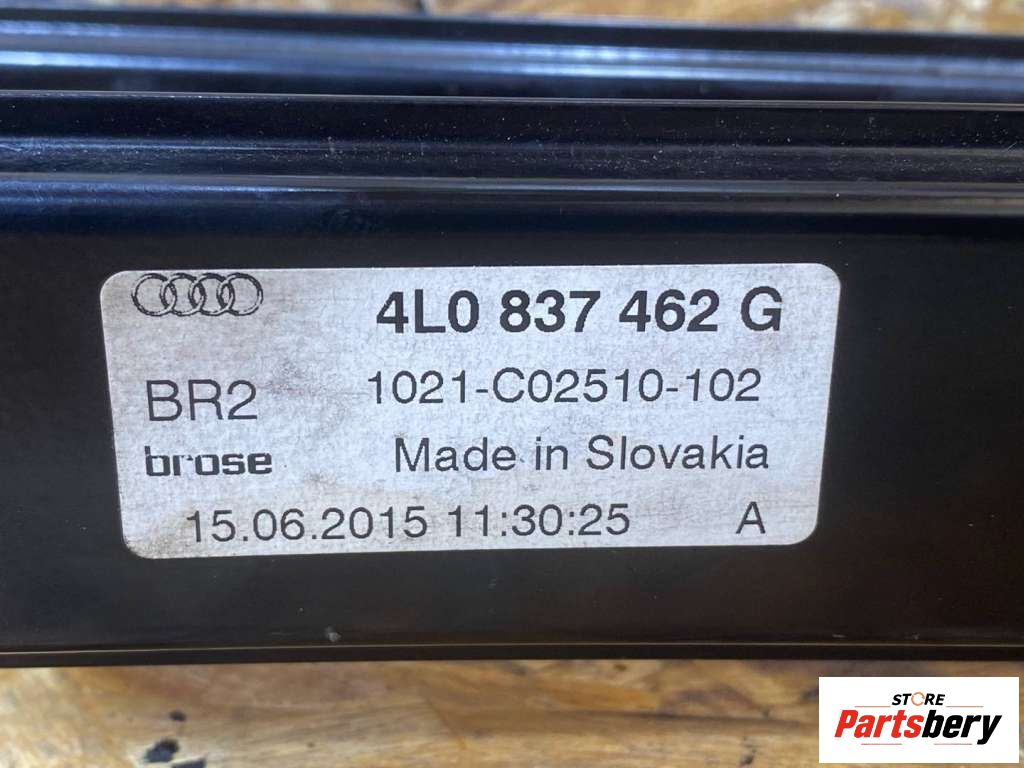 4L0 837 462 G
BR2 1021-C02510-102
brose Made in Slovakia
15.06.2015 11:30:25 A
STORE
Partsbery